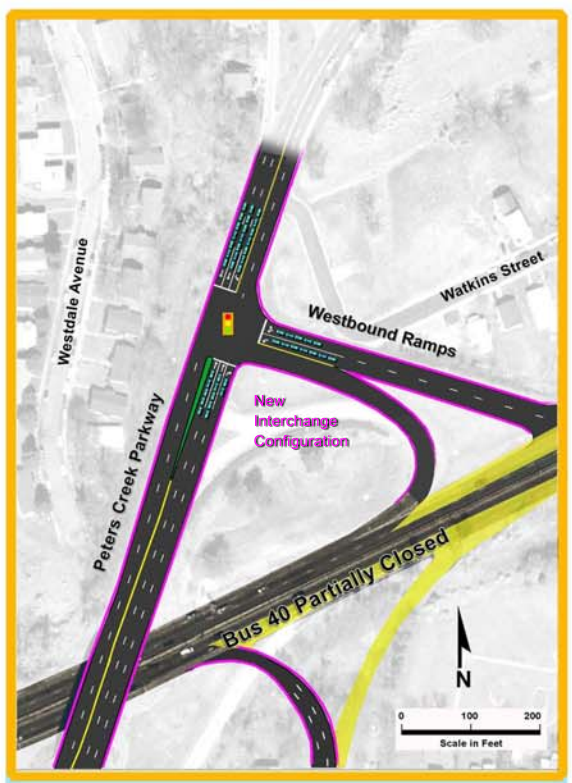 Westdale Avenue
Watkins Street
Westbound Ramps
New
Interchange
Configuration
Peters Creek Parkway
Bus 40 Partially Closed
N
0 100 200
Scale in Feet